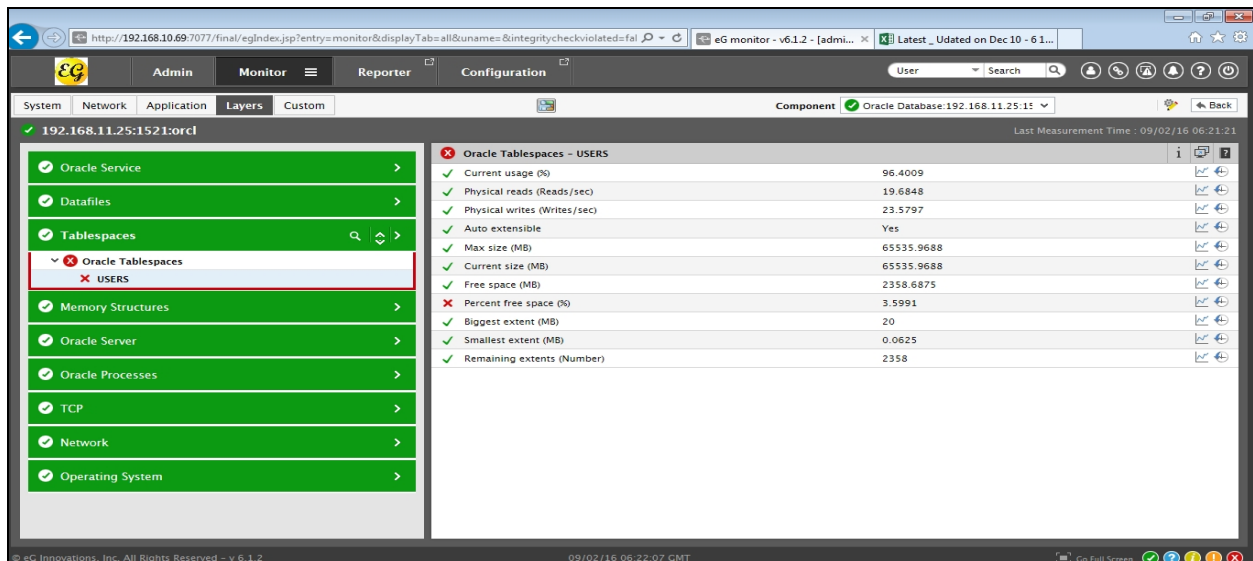 http://192.168.10.69:7077/final/egIndex.jsp?entry=monitor&displayTab=all&uname=&integritycheckviolated=fal
eG monitor - v6.1.2 - [admi...
Latest _ Udated on Dec 10 - 6 1...
eG
Admin
Monitor
Reporter
Configuration
User
Search
System
Network
Application
Layers
Custom
Component
Oracle Database:192.168.11.25:15
Back
192.168.11.25:1521:orcl
Last Measurement Time : 09/02/16 06:21:21
Oracle Service
Datafiles
Tablespaces
Oracle Tablespaces
USERS
Memory Structures
Oracle Server
Oracle Processes
TCP
Network
Operating System
Oracle Tablespaces - USERS
Current usage (%) 96.4009
Physical reads (Reads/sec) 19.6848
Physical writes (Writes/sec) 23.5797
Auto extensible Yes
Max size (MB) 65535.9688
Current size (MB) 65535.9688
Free space (MB) 2358.6875
Percent free space (%) 3.5991
Biggest extent (MB) 20
Smallest extent (MB) 0.0625
Remaining extents (Number) 2358
© eG Innovations, Inc. All Rights Reserved - v 6.1.2
09/02/16 06:22:07 GMT
Go Full Screen